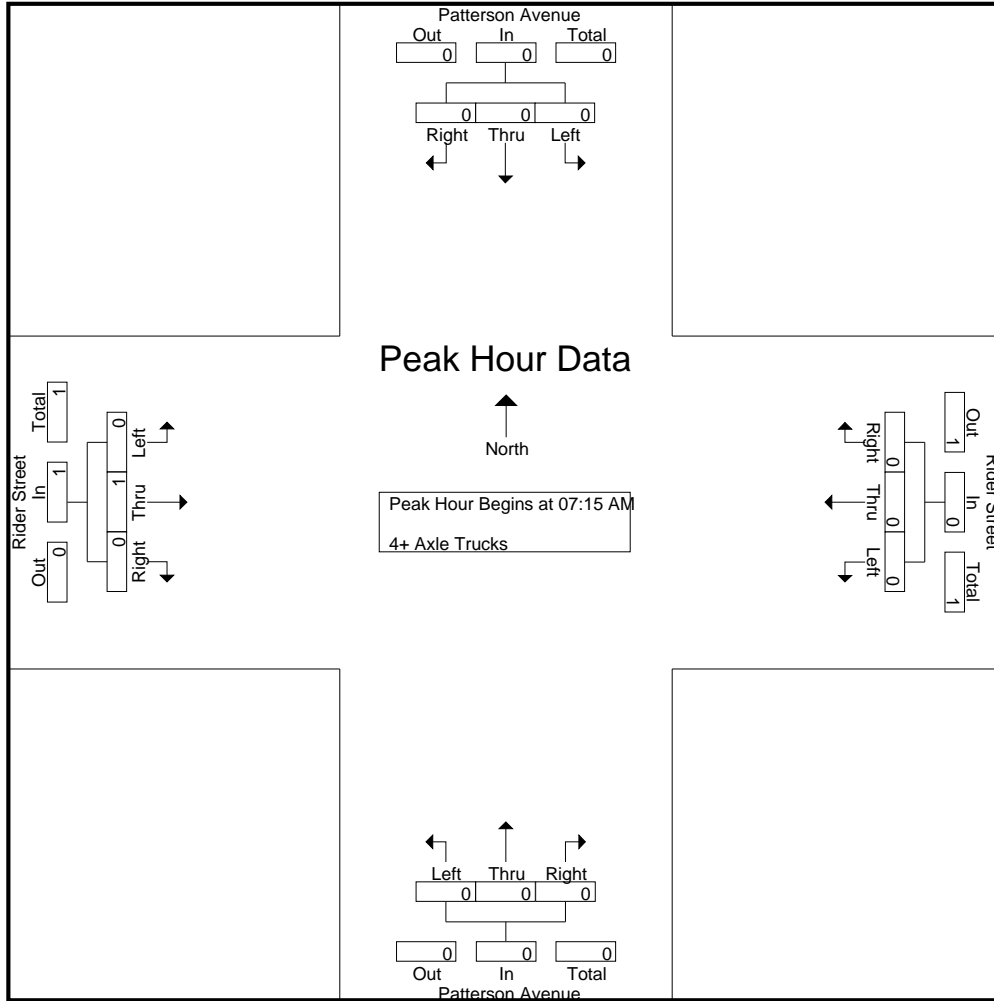 Patterson Avenue
Out In Total
0 0 0
0 0 0
Right Thru Left
Peak Hour Data
North
Peak Hour Begins at 07:15 AM
4+ Axle Trucks
Rider Street
Total In Out
1 1 0
0 1 0
Left Thru Right
Rider Street
Out In Total
1 0 1
0 0 0
Right Thru Left
Left Thru Right
0 0 0
0 0 0
Out In Total
Patterson Avenue